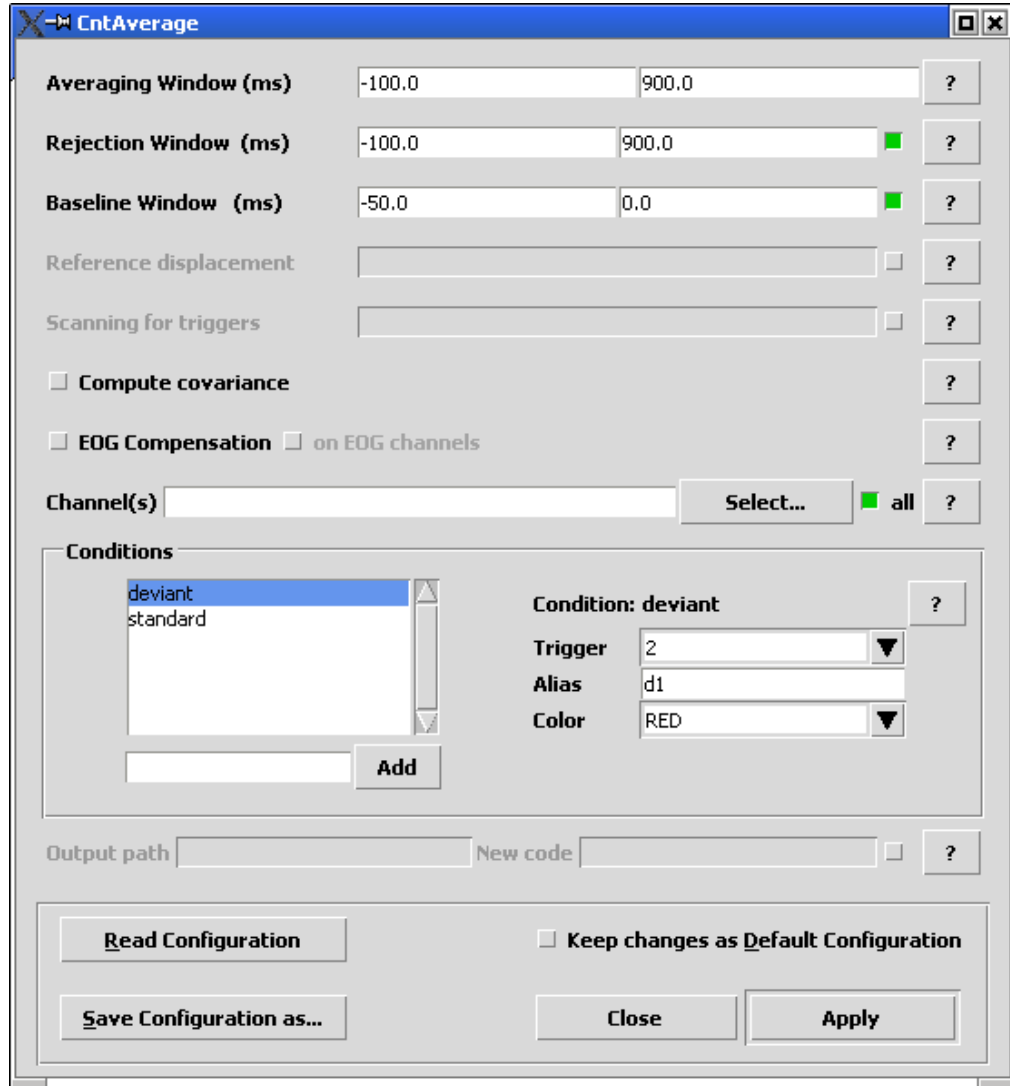 CntAverage
Averaging Window (ms) -100.0 900.0 ?
Rejection Window (ms) -100.0 900.0 ?
Baseline Window (ms) -50.0 0.0 ?
Reference displacement ?
Scanning for triggers ?
Compute covariance ?
EOG Compensation on EOG channels ?
Channel(s) Select... all ?
Conditions
deviant
standard
Add
Condition: deviant ?
Trigger 2
Alias d1
Color RED
Output path New code ?
Read Configuration Keep changes as Default Configuration
Save Configuration as... Close Apply